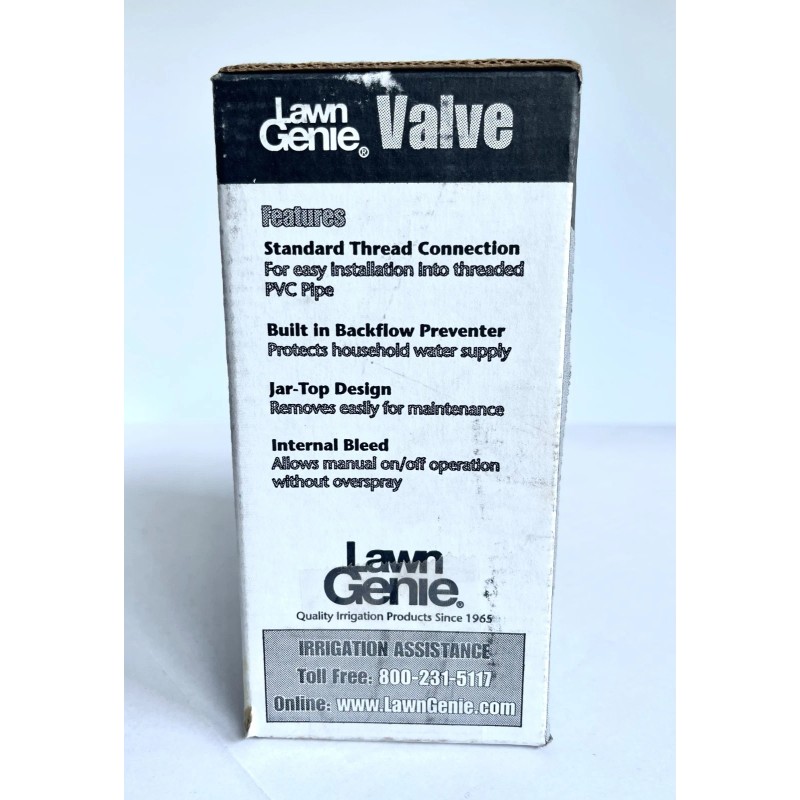 Lawn Genie® Valve
Features
Standard Thread Connection
For easy installation into threaded
PVC Pipe
Built in Backflow Preventer
Protects household water supply
Jar-Top Design
Removes easily for maintenance
Internal Bleed
Allows manual on/off operation
without overspray
Lawn
Genie®
Quality Irrigation Products Since 1965
IRRIGATION ASSISTANCE
Toll Free: 800-231-5117
Online: www.LawnGenie.com